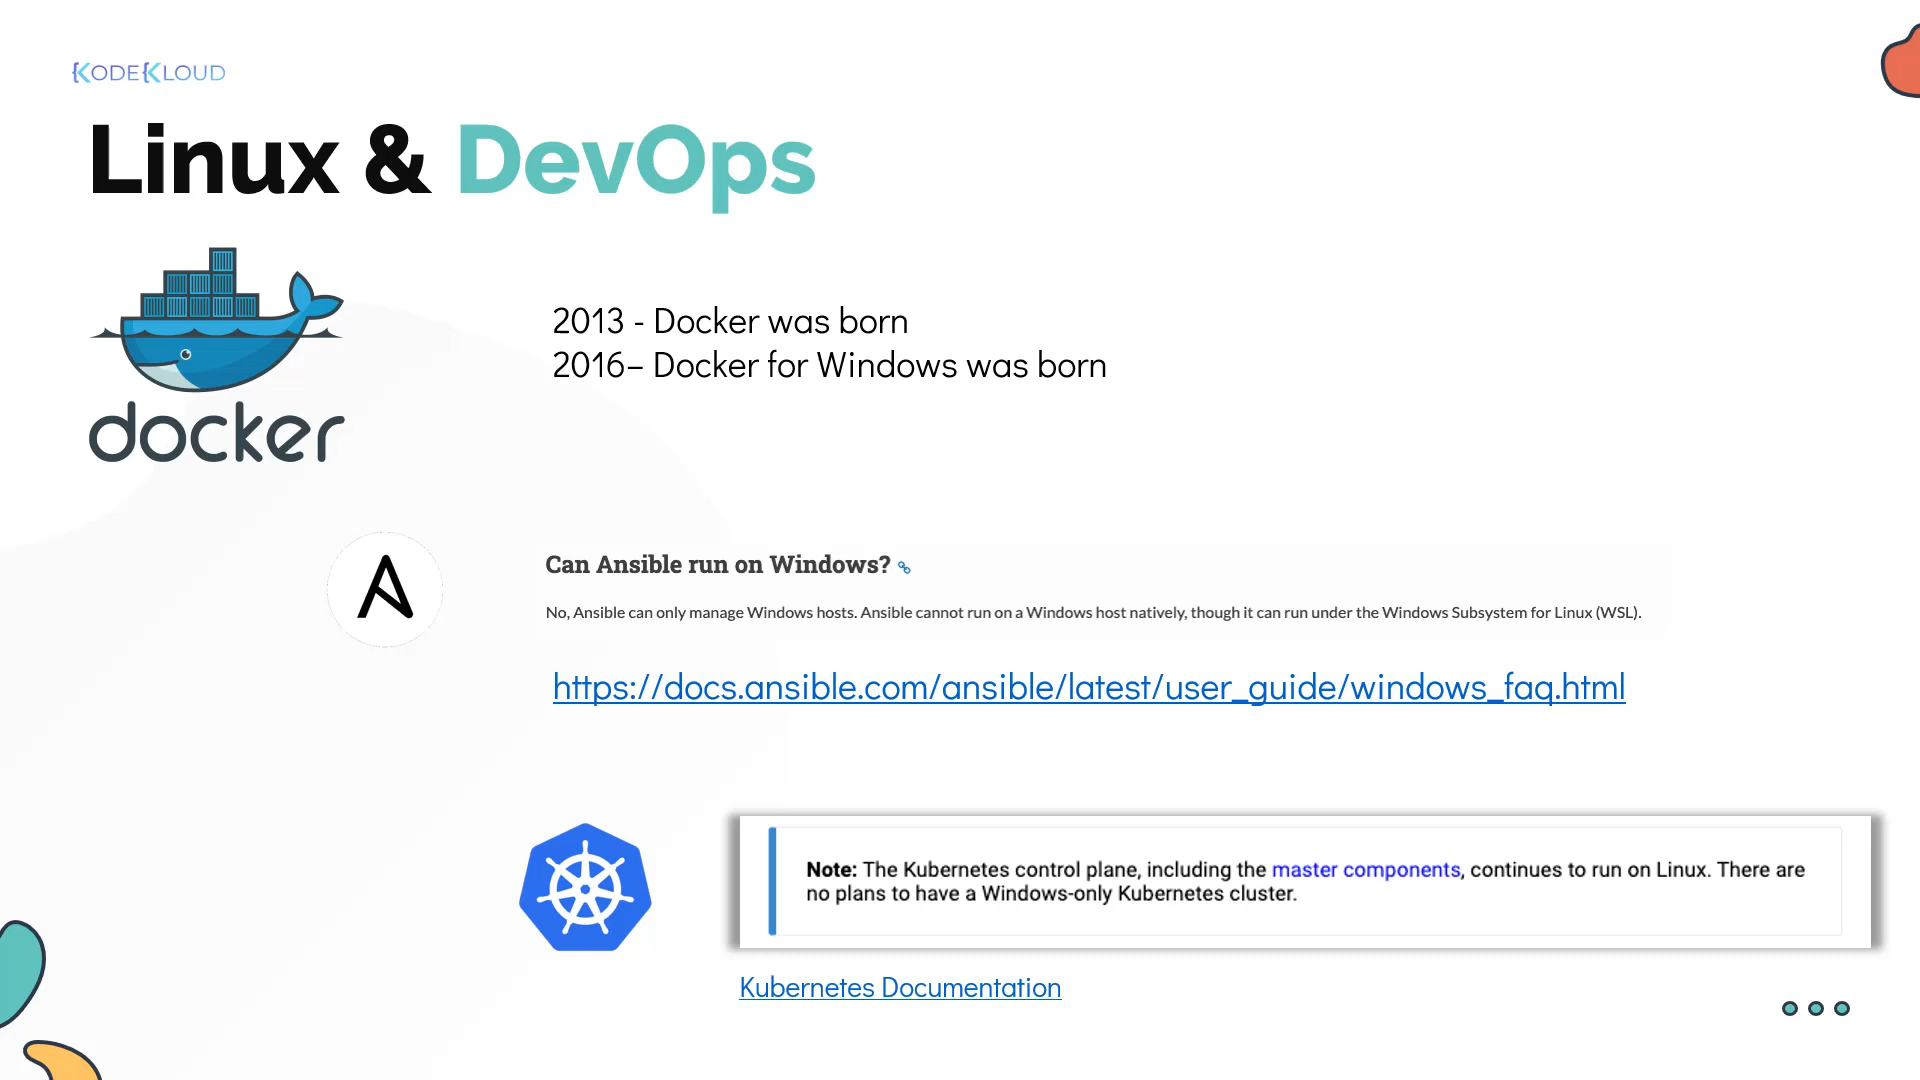 KODEKLOUD
Linux & DevOps
docker
2013 - Docker was born
2016– Docker for Windows was born
Can Ansible run on Windows?
No, Ansible can only manage Windows hosts. Ansible cannot run on a Windows host natively, though it can run under the Windows Subsystem for Linux (WSL).
https://docs.ansible.com/ansible/latest/user_guide/windows_faq.html
Note: The Kubernetes control plane, including the master components, continues to run on Linux. There are
no plans to have a Windows-only Kubernetes cluster.
Kubernetes Documentation